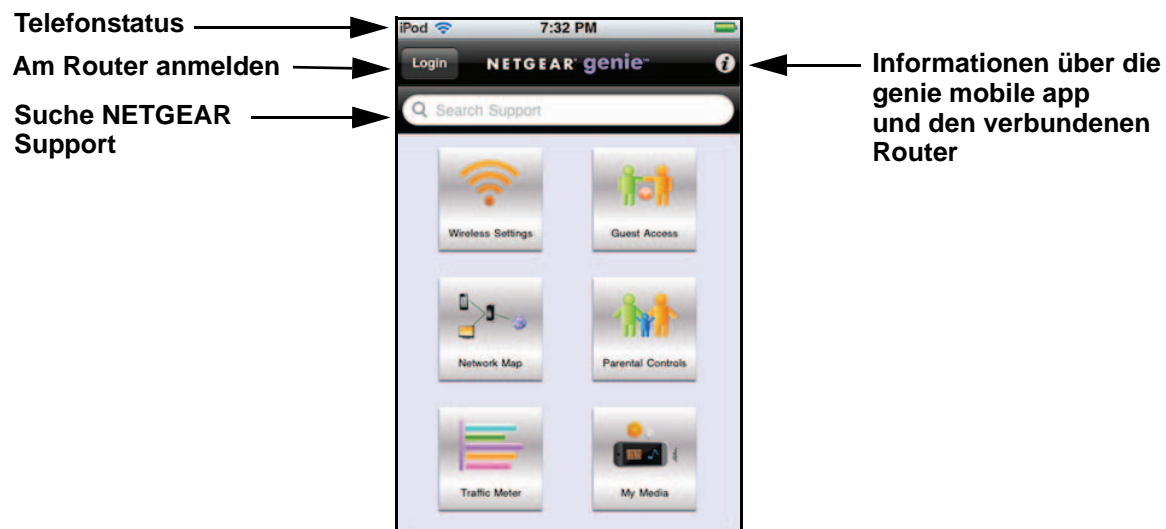 Telefonstatus
Am Router anmelden
Suche NETGEAR
Support
iPod 7:32 PM
Login NETGEAR® genie™
Search Support
Informationen über die
genie mobile app
und den verbundenen
Router
Wireless Settings Guest Access
Network Map Parental Controls
Traffic Meter My Media